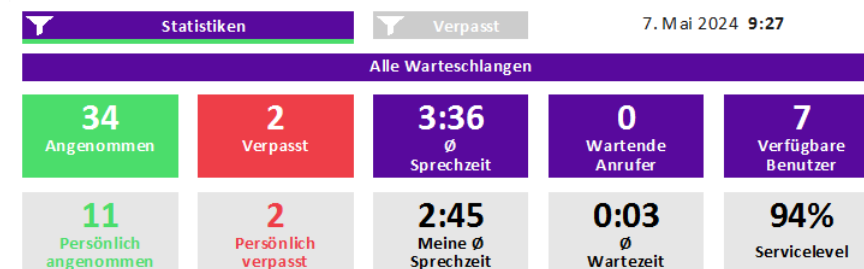 Statistiken
Verpasst
7. Mai 2024 9:27
Alle Warteschlangen
34
Angenommen
2
Verpasst
3:36
Ø
Sprechzeit
0
Wartende
Anrufer
7
Verfügbare
Benutzer
11
Persönlich
angenommen
2
Persönlich
verpasst
2:45
Meine Ø
Sprechzeit
0:03
Ø
Wartezeit
94%
Servicelevel